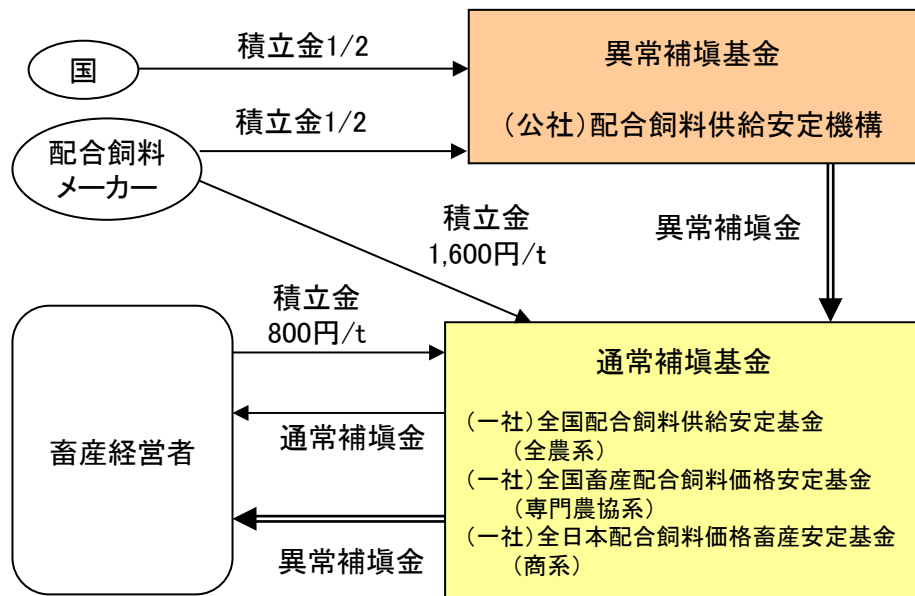 国
積立金1/2
異常補塡基金
(公社)配合飼料供給安定機構
配合飼料
メーカー
積立金1/2
異常補塡金
積立金
1,600円/t
積立金
800円/t
畜産経営者
通常補塡金
異常補塡金
通常補塡基金
(一社)全国配合飼料供給安定基金
(全農系)
(一社)全国畜産配合飼料価格安定基金
(専門農協系)
(一社)全日本配合飼料価格畜産安定基金
(商系)